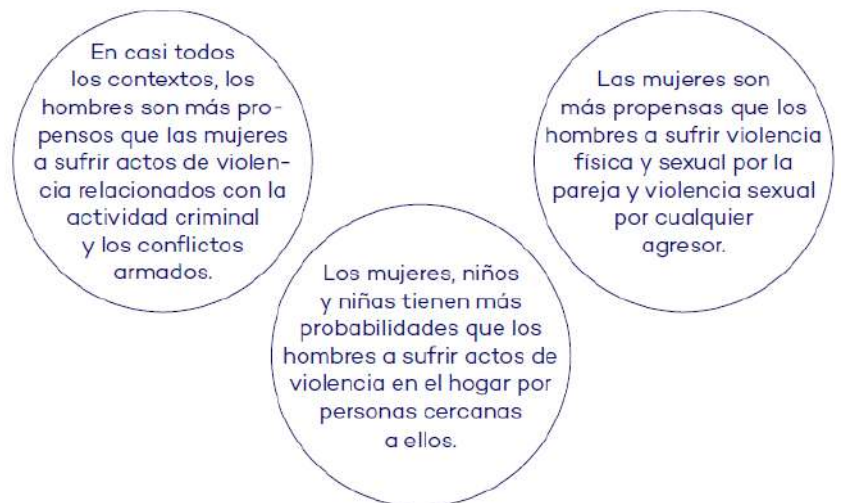 En casi todos
los contextos, los
hombres son más pro-
pensos que las mujeres
a sufrir actos de violen-
cia relacionados con la
actividad criminal
y los conflictos
armados.
Las mujeres son
más propensas que los
hombres a sufrir violencia
física y sexual por la
pareja y violencia sexual
por cualquier
agresor.
Los mujeres, niños
y niñas tienen más
probabilidades que los
hombres a sufrir actos de
violencia en el hogar por
personas cercanas
a ellos.